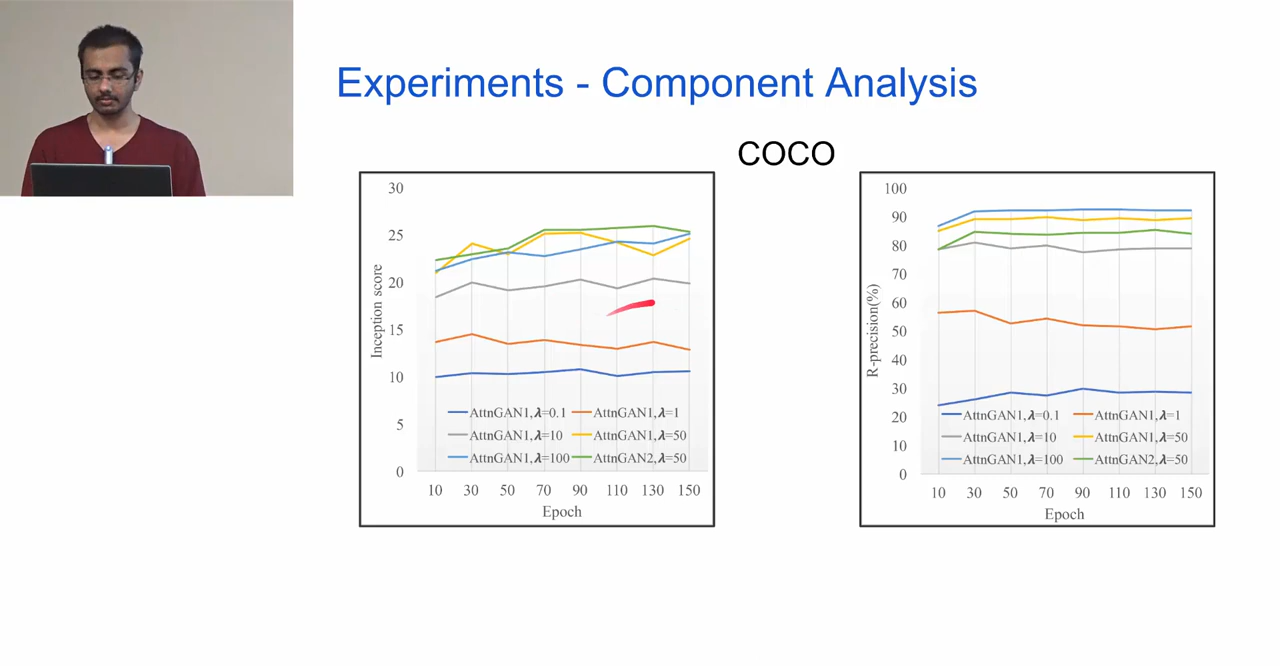 Experiments - Component Analysis
COCO
30
25
20
15
10
5
0
Inception score
10 30 50 70 90 110 130 150
Epoch
AttnGAN1,λ=0.1 AttnGAN1,λ=1
AttnGAN1,λ=10 AttnGAN1,λ=50
AttnGAN1,λ=100 AttnGAN2,λ=50
100
90
80
70
60
50
40
30
20
10
0
R-precision(%)
10 30 50 70 90 110 130 150
Epoch
AttnGAN1,λ=0.1 AttnGAN1,λ=1
AttnGAN1,λ=10 AttnGAN1,λ=50
AttnGAN1,λ=100 AttnGAN2,λ=50